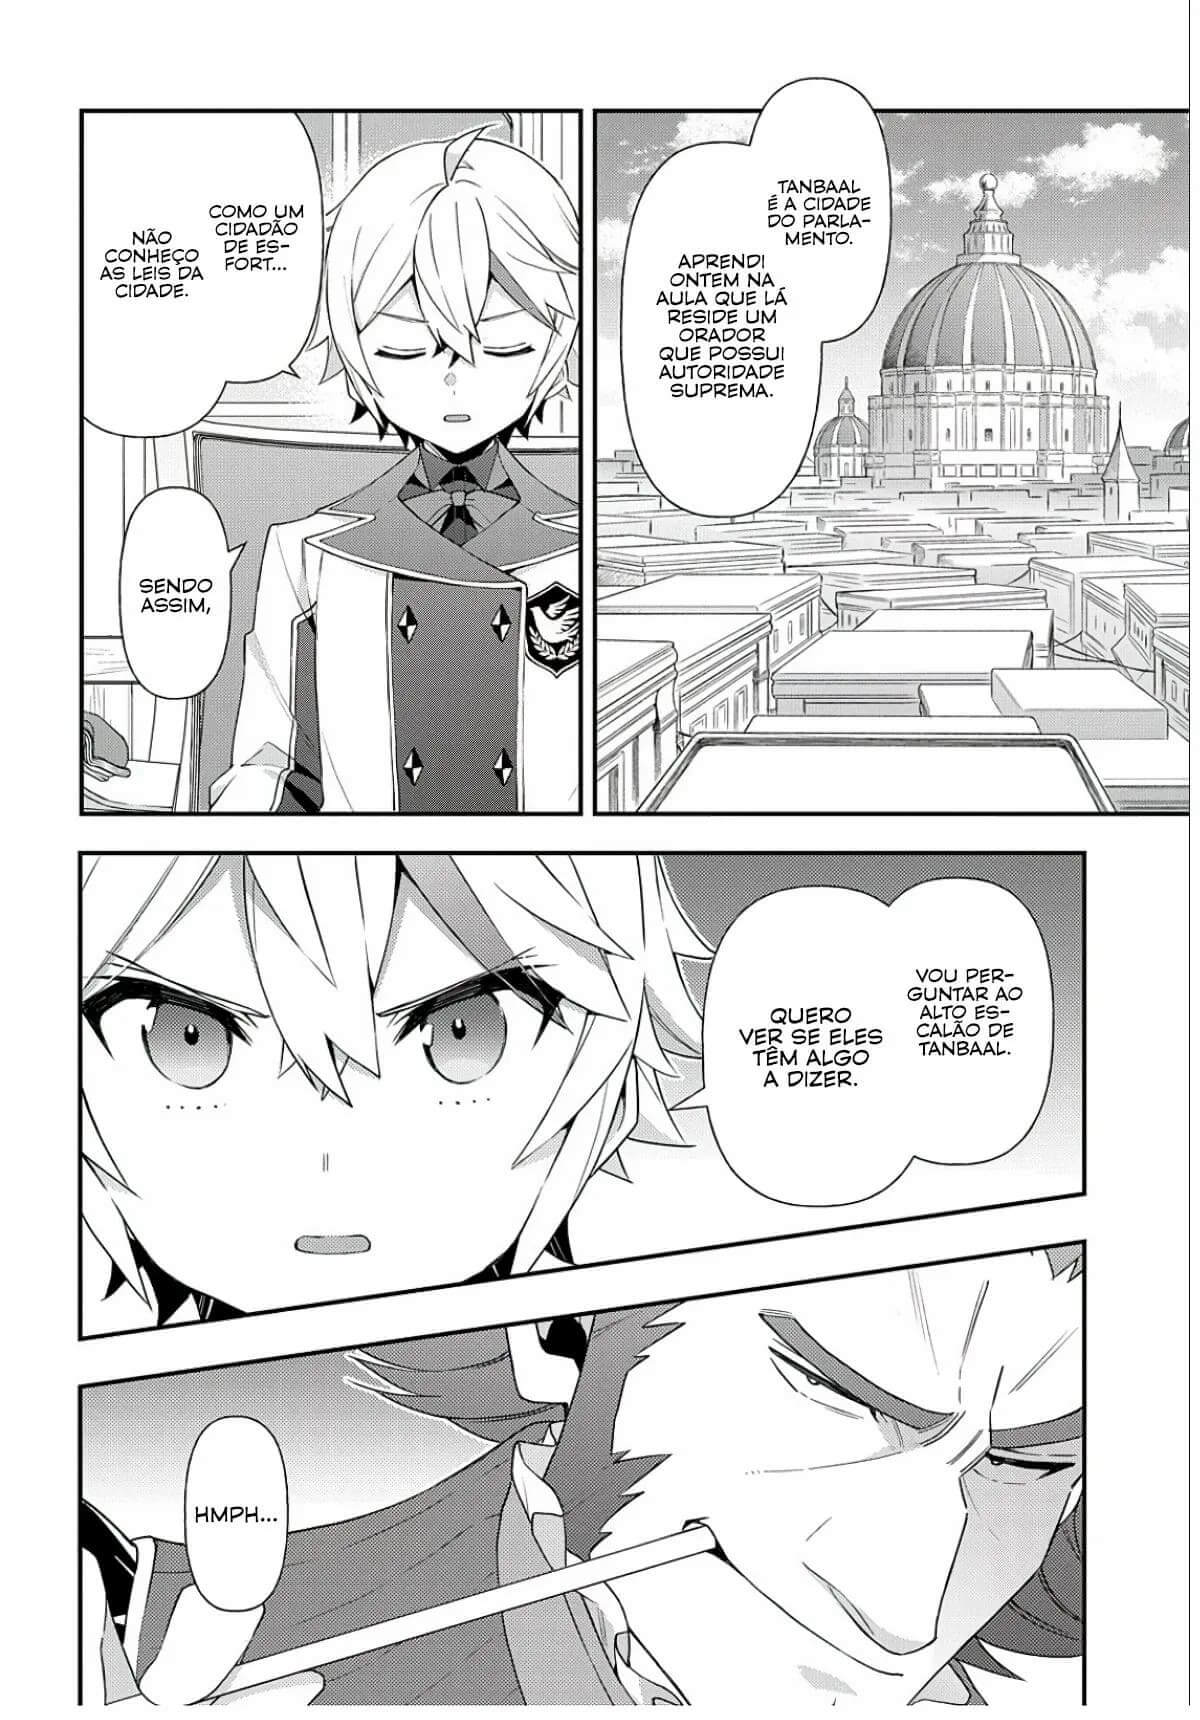 TANBAAL
É A CIDADE
DO PARLA-
MENTO.
APRENDI
ONTEM NA
AULA QUE LÁ
RESIDE UM
ORADOR
QUE POSSUI
AUTORIDADE
SUPREMA.
COMO UM
CIDADÃO
DE ES-
FORT...
NÃO
CONHEÇO
AS LEIS DA
CIDADE.
SENDO
ASSIM,
VOU PER-
GUNTAR AO
ALTO ES-
CALÃO DE
TANBAAL.
QUERO
VER SE ELES
TÊM ALGO
A DIZER.
HMPH...